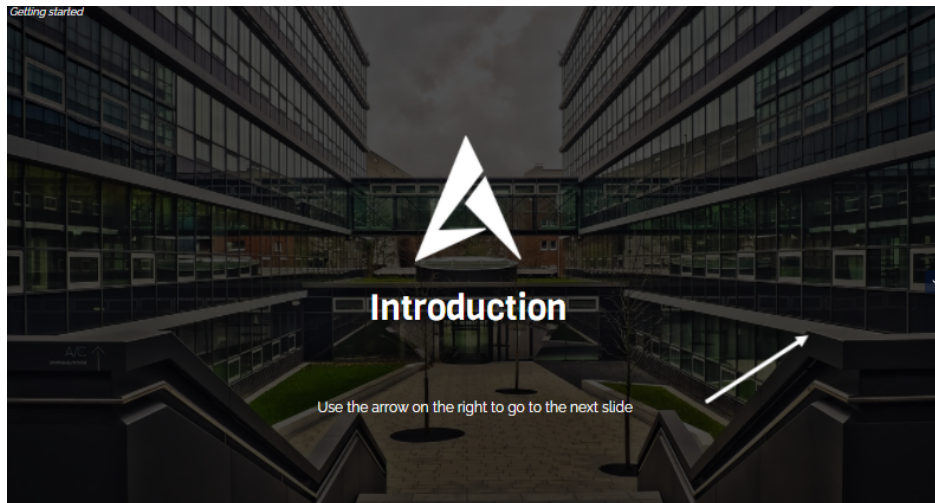 Getting started
Introduction
A/C
Use the arrow on the right to go to the next slide